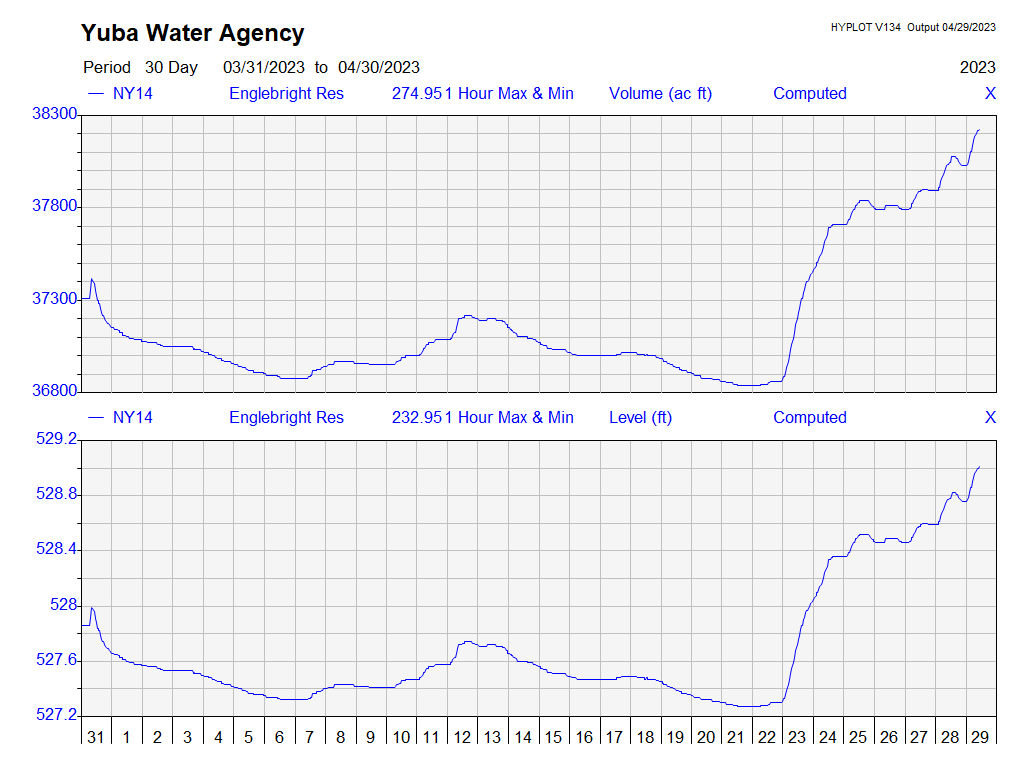 Yuba Water Agency
HYPLOT V134 Output 04/29/2023
Period 30 Day 03/31/2023 to 04/30/2023
2023
— NY14 Englebright Res 274.951 Hour Max & Min Volume (ac ft) Computed X
38300
37800
37300
36800
— NY14 Englebright Res 232.951 Hour Max & Min Level (ft) Computed X
529.2
528.8
528.4
528
527.6
527.2
31 1 2 3 4 5 6 7 8 9 10 11 12 13 14 15 16 17 18 19 20 21 22 23 24 25 26 27 28 29